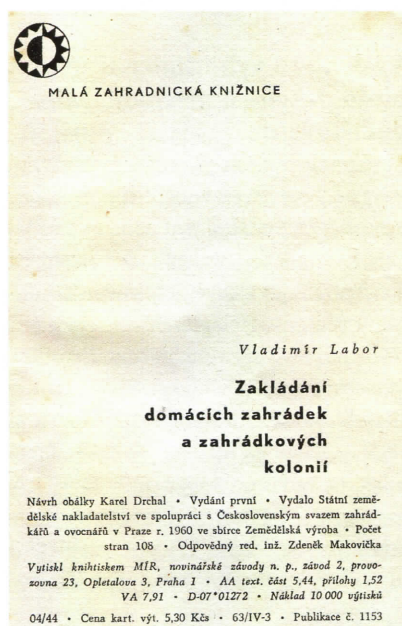 MALÁ ZAHRADNICKÁ KNIŽNICE
Vladimír Labor
Zakládání
domácích zahrádek
a zahrádkových
kolonií
Návrh obálky Karel Drchal • Vydání první • Vydalo Státní země-
dělské nakladatelství ve spolupráci s Československým svazem zahrád-
kářů a ovocnářů v Praze r. 1960 ve sbírce Zemědělská výroba • Počet
stran 108 • Odpovědný red. inž. Zdeněk Makovička
Vytiskl knihtiskem MÍR, novinářské závody n. p., závod 2, provo-
zovna 23, Opletalova 3, Praha 1 • AA text. část 5,44, přílohy 1,52
VA 7,91 • D-07*01272 • Náklad 10 000 výtisků
04/44 • Cena kart. výt. 5,30 Kčs • 63/IV-3 • Publikace č. 1153